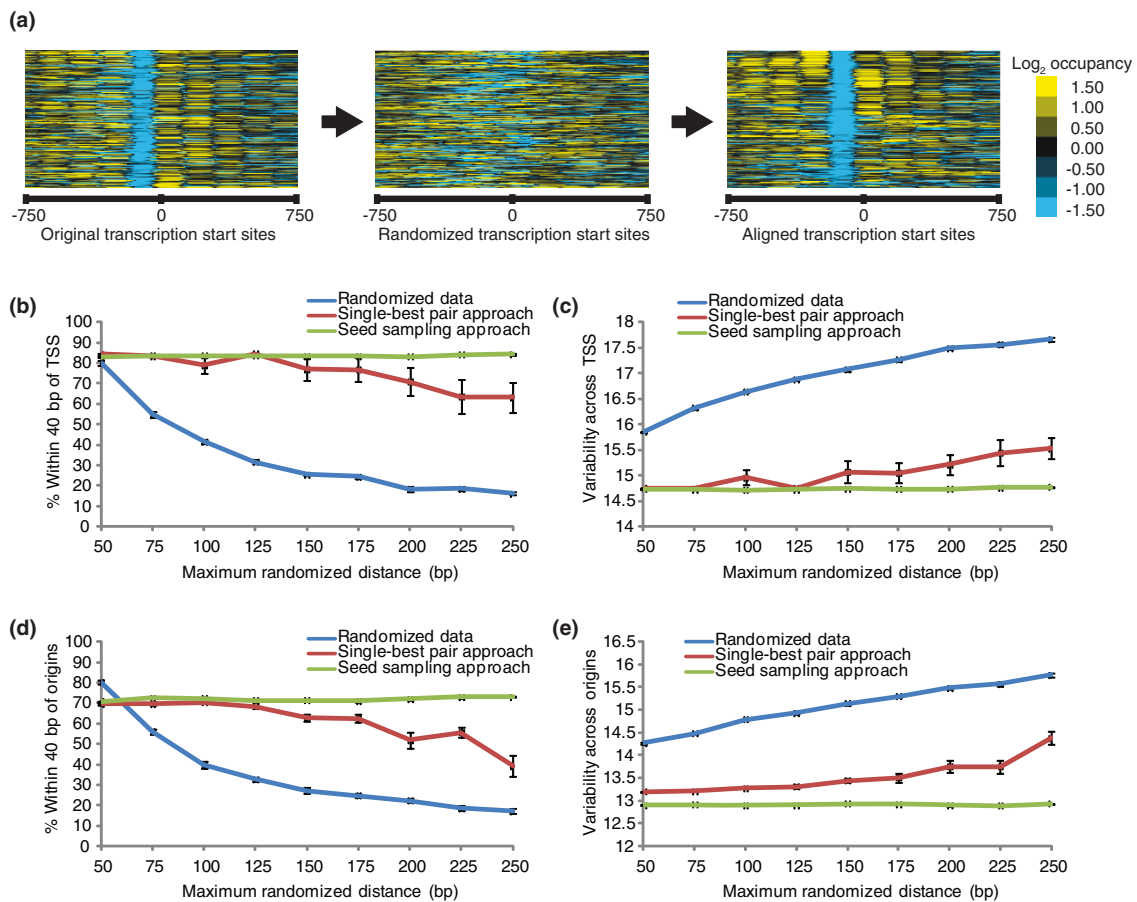 (a)
Log2 occupancy
1.50
1.00
0.50
0.00
-0.50
-1.00
-1.50
-750 0 750
Original transcription start sites
-750 0 750
Randomized transcription start sites
-750 0 750
Aligned transcription start sites
(b)
Randomized data
Single-best pair approach
Seed sampling approach
% Within 40 bp of TSS
100
90
80
70
60
50
40
30
20
10
0
50 75 100 125 150 175 200 225 250
Maximum randomized distance (bp)
(c)
Randomized data
Single-best pair approach
Seed sampling approach
Variability across TSS
18
17.5
17
16.5
16
15.5
15
14.5
14
50 75 100 125 150 175 200 225 250
Maximum randomized distance (bp)
(d)
Randomized data
Single-best pair approach
Seed sampling approach
% Within 40 bp of origins
100
90
80
70
60
50
40
30
20
10
0
50 75 100 125 150 175 200 225 250
Maximum randomized distance (bp)
(e)
Randomized data
Single-best pair approach
Seed sampling approach
Variability across origins
16.5
16
15.5
15
14.5
14
13.5
13
12.5
12
50 75 100 125 150 175 200 225 250
Maximum randomized distance (bp)